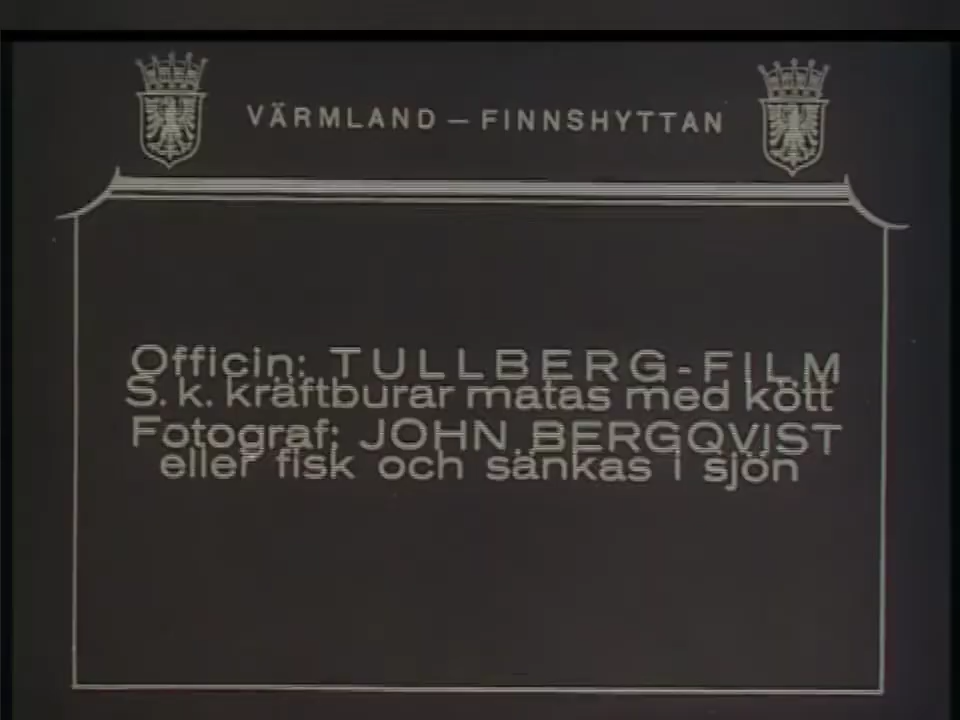 VÄRMLAND – FINNSHYTTAN
Officin: TULLBERG-FILM
S. k. kräftburar matas med kött
Fotograf: JOHN BERGQVIST
eller fisk och sänkas i sjön